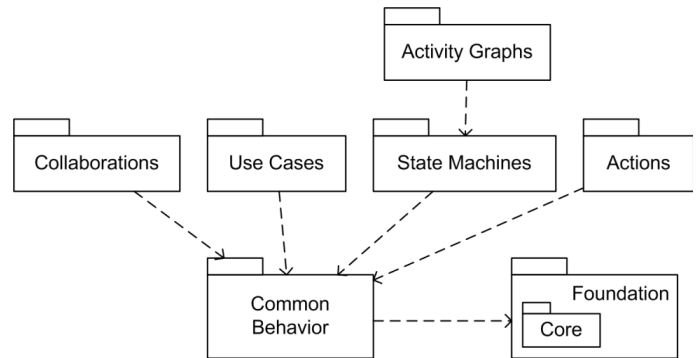 Activity Graphs
Collaborations
Use Cases
State Machines
Actions
Common
Behavior
Foundation
Core